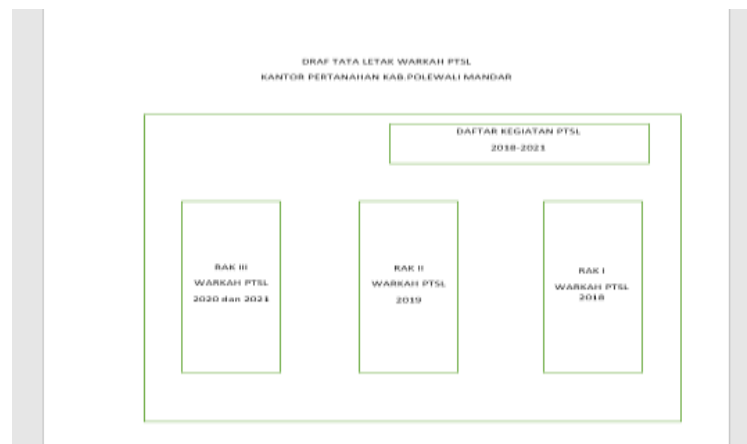 DRAF TATA LETAK WARKAH PTSL
KANTOR PERTANAHAN KAB.POLEWALI MANDAR
DAFTAR KEGIATAN PTSL
2018-2021
RAK III
WARKAH PTSL
2020 dan 2021
RAK II
WARKAH PTSL
2019
RAK I
WARKAH PTSL
2018